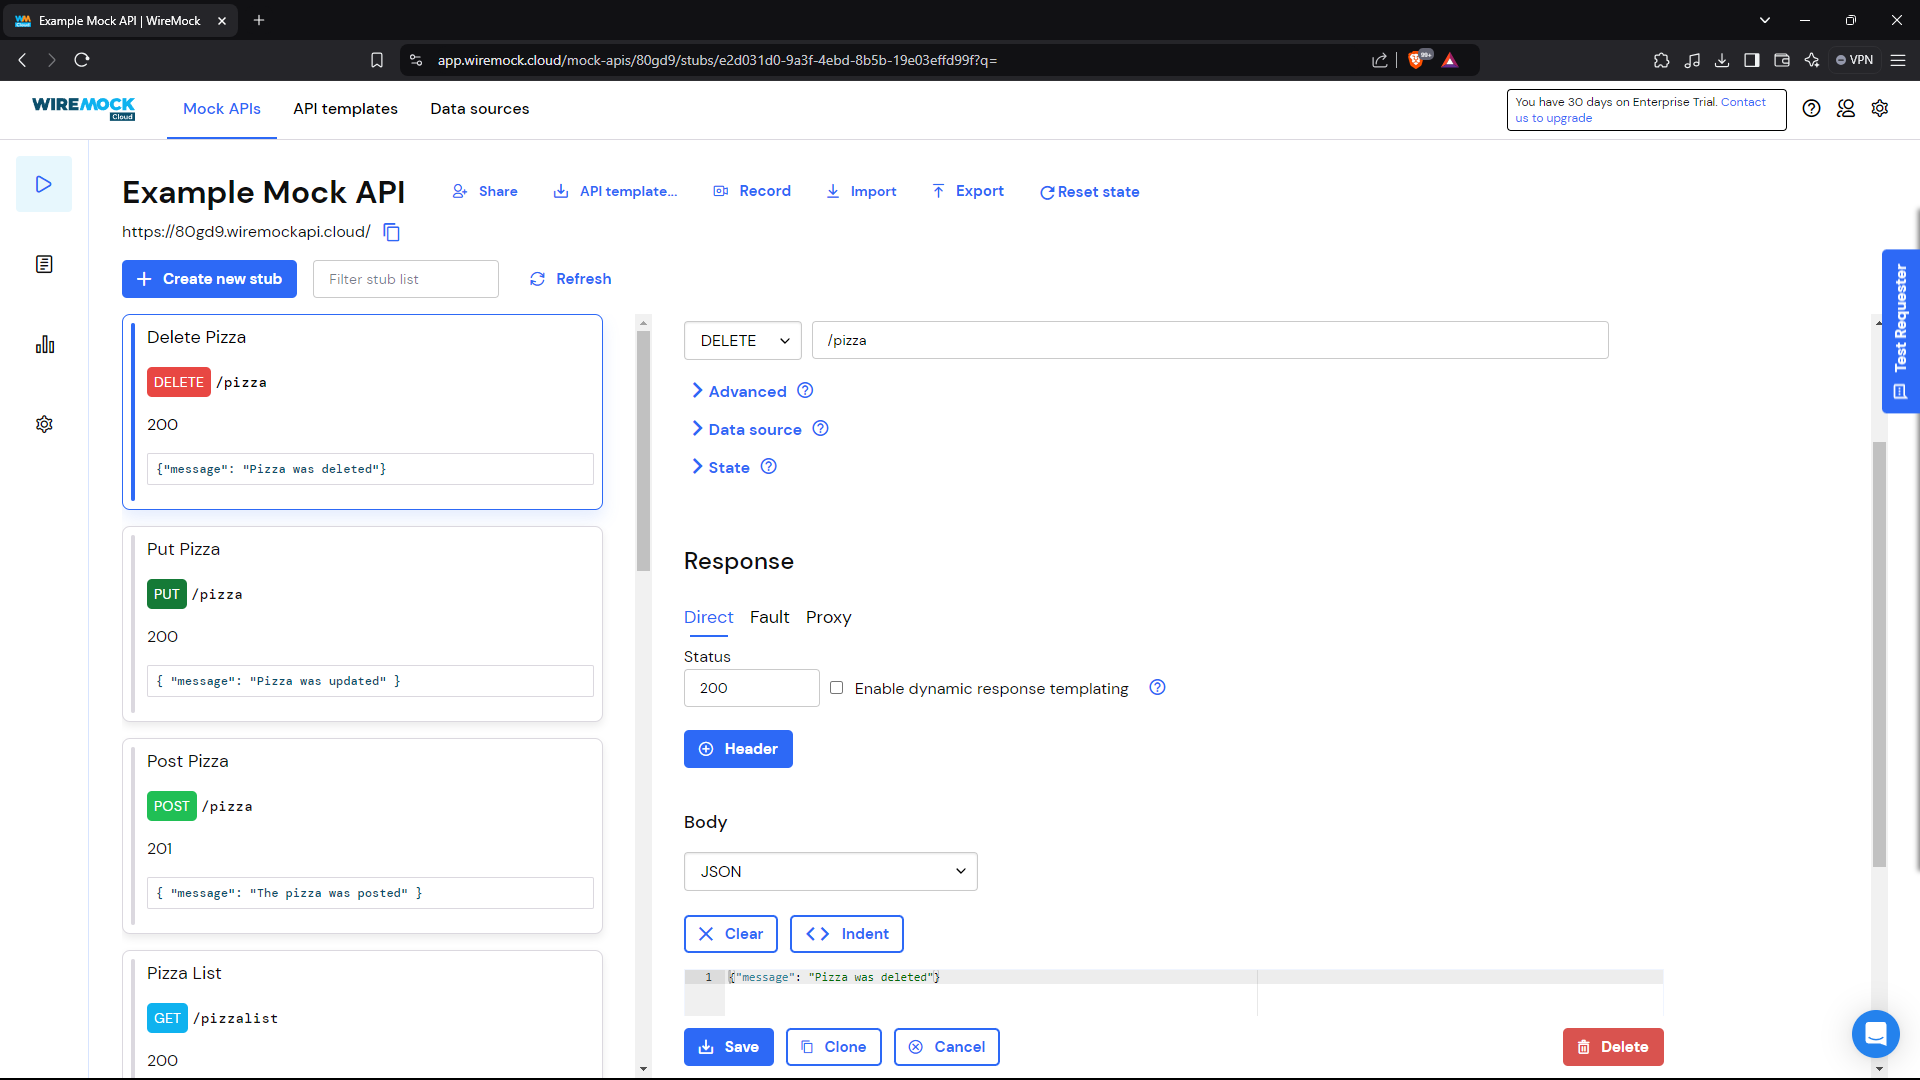 Example Mock API | WireMock
app.wiremock.cloud/mock-apis/80gd9/stubs/e2d031d0-9a3f-4ebd-8b5b-19e03effd99f?q=
99+
VPN
WIREMOCK
Cloud
Mock APIs
API templates
Data sources
You have 30 days on Enterprise Trial. Contact
us to upgrade
Example Mock API
Share
API template...
Record
Import
Export
Reset state
https://80gd9.wiremockapi.cloud/
Create new stub
Filter stub list
Refresh
Test Requester
Delete Pizza
DELETE /pizza
200
{"message": "Pizza was deleted"}
Put Pizza
PUT /pizza
200
{ "message": "Pizza was updated" }
Post Pizza
POST /pizza
201
{ "message": "The pizza was posted" }
Pizza List
GET /pizzalist
200
DELETE
/pizza
Advanced
Data source
State
Response
Direct
Fault
Proxy
Status
200
Enable dynamic response templating
Header
Body
JSON
Clear
Indent
1 {"message": "Pizza was deleted"}
Save
Clone
Cancel
Delete